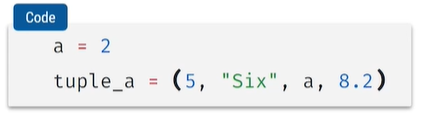 Code
a = 2
tuple_a = (5, "Six", a, 8.2)